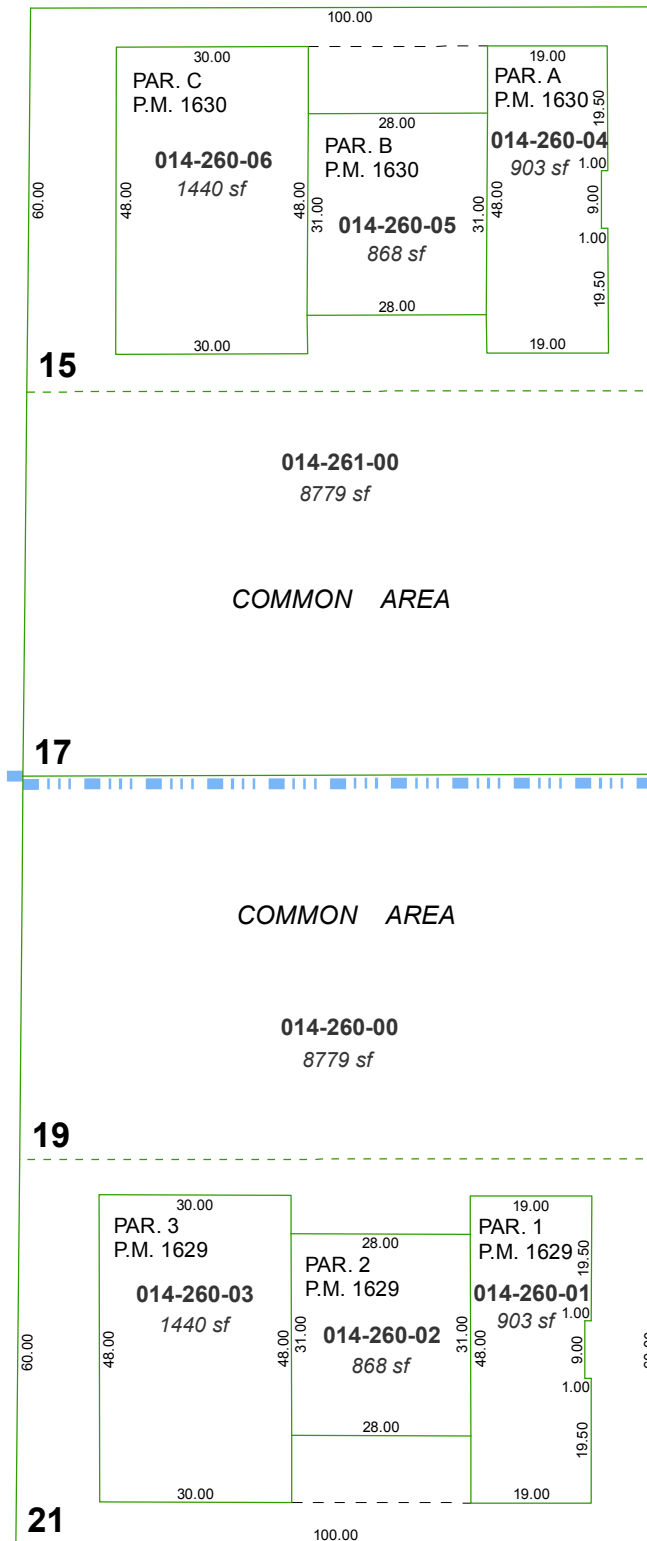 100.00
30.00
19.00
PAR. C
P.M. 1630
PAR. A
P.M. 1630
19.50
28.00
PAR. B
P.M. 1630
014-260-04
903 sf
1.00
014-260-06
1440 sf
60.00
48.00
48.00
31.00
31.00
48.00
9.00
014-260-05
868 sf
1.00
19.50
28.00
30.00
19.00
15
014-261-00
8779 sf
COMMON AREA
17
COMMON AREA
014-260-00
8779 sf
19
30.00
19.00
PAR. 3
P.M. 1629
PAR. 1
P.M. 1629
19.50
28.00
PAR. 2
P.M. 1629
014-260-03
1440 sf
014-260-01
903 sf
1.00
60.00
48.00
48.00
31.00
014-260-02
868 sf
31.00
48.00
9.00
1.00
28.00
19.50
30.00
19.00
21
100.00